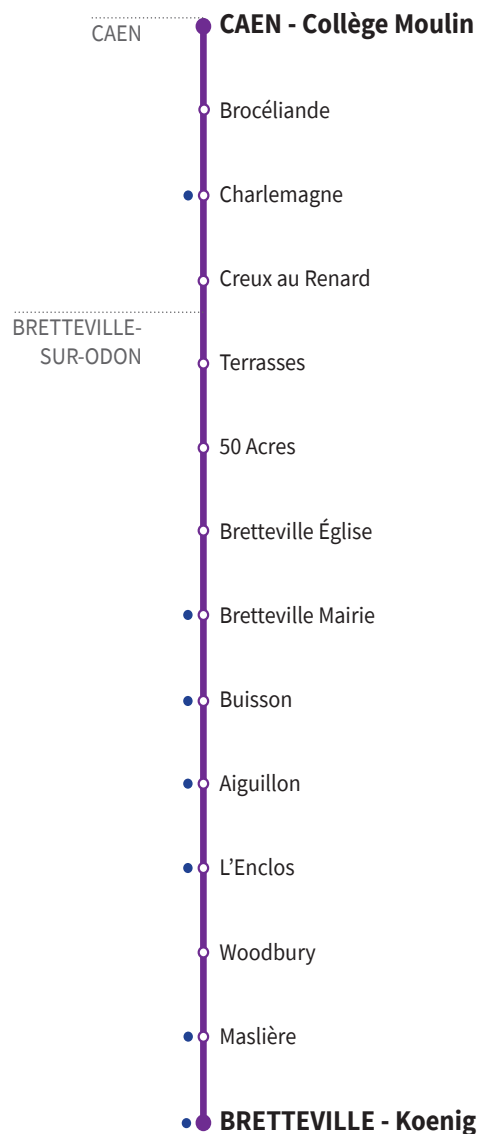 CAEN
CAEN - Collège Moulin
Brocéliande
Charlemagne
Creux au Renard
BRETTEVILLE-
SUR-ODON
Terrasses
50 Acres
Bretteville Église
Bretteville Mairie
Buisson
Aiguillon
L'Enclos
Woodbury
Maslière
BRETTEVILLE - Koenig